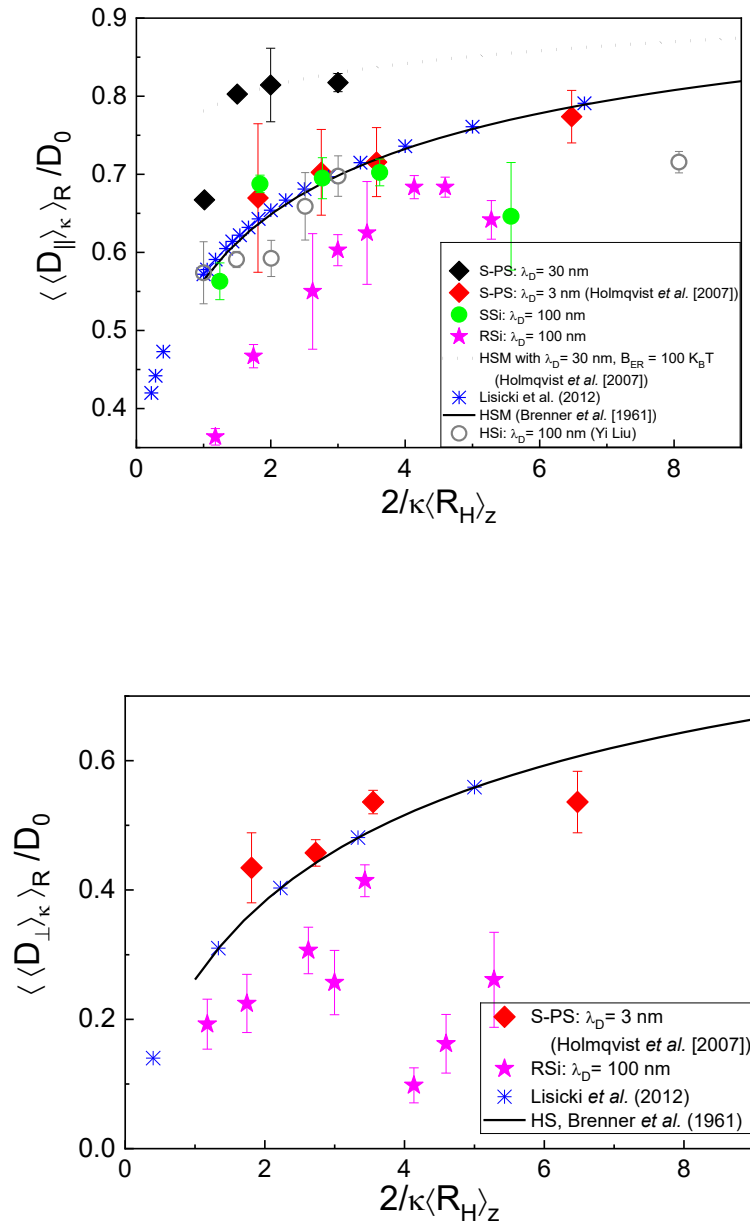 0.9
0.8
0.7
0.6
0.5
0.4
⟨ ⟨D||⟩κ ⟩R /D0
S-PS: λD= 30 nm
S-PS: λD= 3 nm (Holmqvist et al. [2007])
SSi: λD= 100 nm
RSi: λD= 100 nm
HSM with λD= 30 nm, BER = 100 KBT
(Holmqvist et al. [2007])
Lisicki et al. (2012)
HSM (Brenner et al. [1961])
HSi: λD= 100 nm (Yi Liu)
0 2 4 6 8
2/κ⟨RH⟩z
0.6
0.4
0.2
0.0
⟨ ⟨D⊥⟩κ ⟩R /D0
S-PS: λD= 3 nm
(Holmqvist et al. [2007])
RSi: λD= 100 nm
Lisicki et al. (2012)
HS, Brenner et al. (1961)
0 2 4 6 8
2/κ⟨RH⟩z